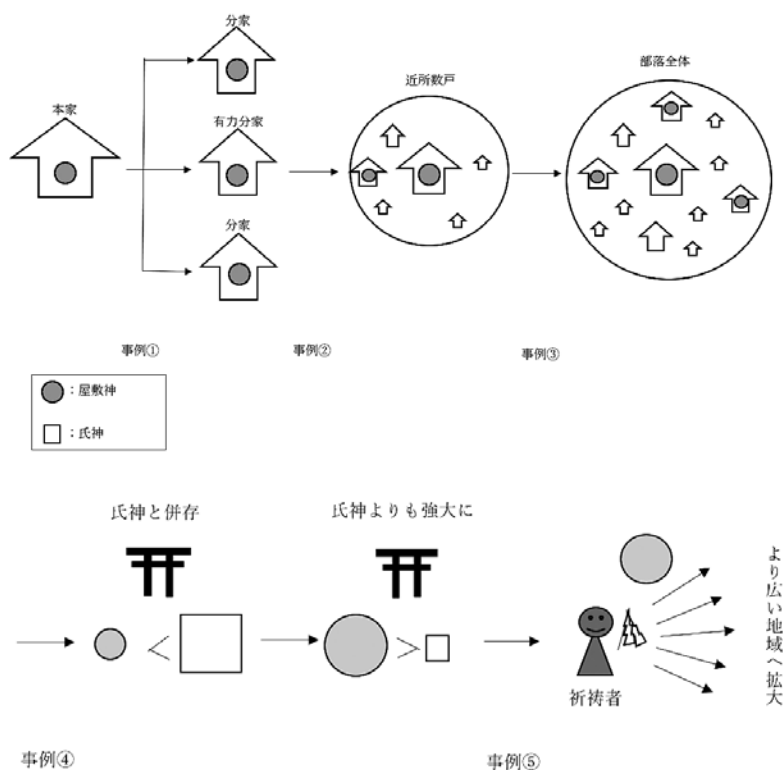 分家
本家
有力分家
分家
近所数戸
部落全体
事例①
事例②
事例③
：屋敷神
：氏神
氏神と併存
氏神よりも強大に
祈祷者
より広い地域へ拡大
事例④
事例⑤